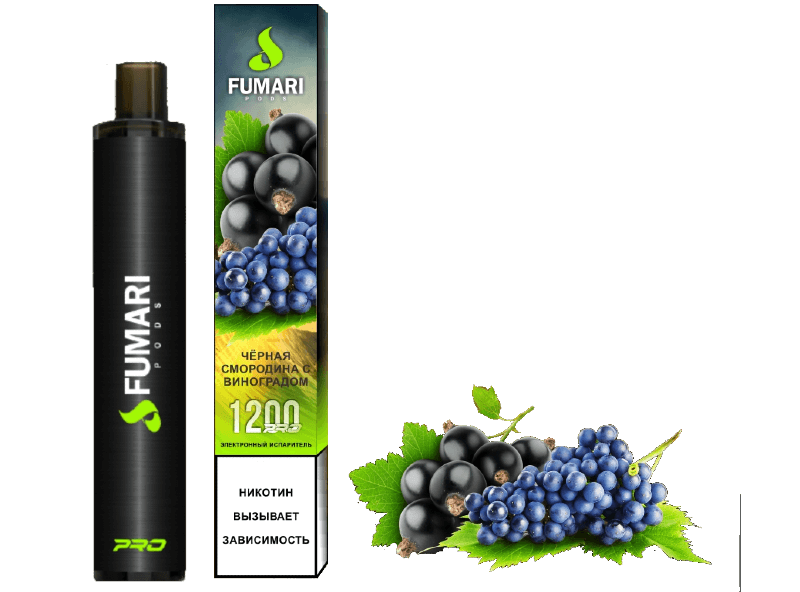 FUMARI
PODS
PRO
FUMARI
PODS
ЧЁРНАЯ
СМОРОДИНА С
ВИНОГРАДОМ
1200
PRO
ЭЛЕКТРОННЫЙ ИСПАРИТЕЛЬ
НИКОТИН
ВЫЗЫВАЕТ
ЗАВИСИМОСТЬ